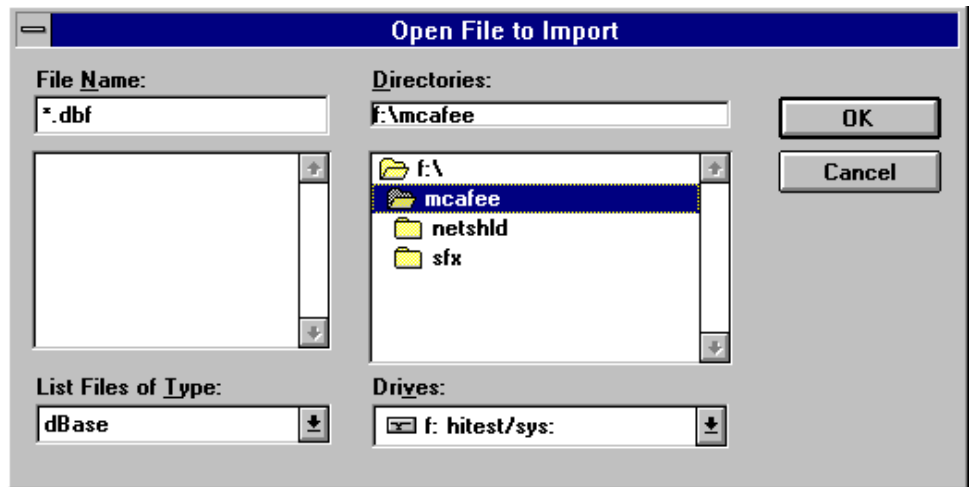 Open File to Import
File Name:
*.dbf
Directories:
f:\mcafee
OK
Cancel
f:\
mcafee
netshld
sfx
List Files of Type:
dBase
Drives:
f: hitest/sys: